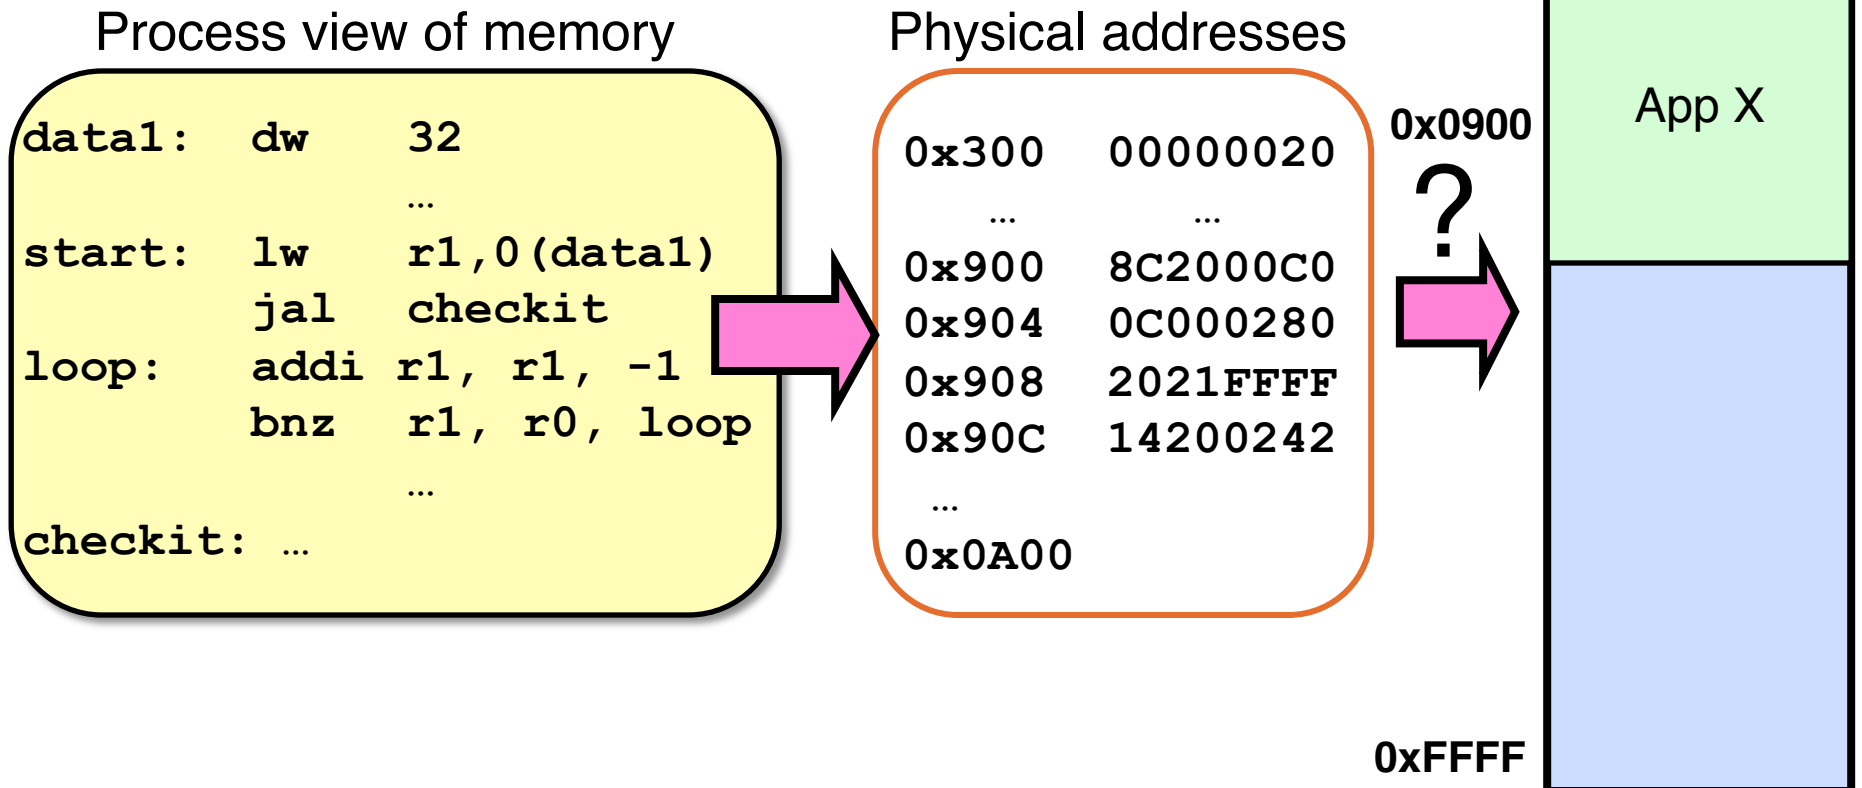 Process view of memory
data1: dw 32
…
start: lw r1,0(data1)
jal checkit
loop: addi r1, r1, -1
bnz r1, r0, loop
…
checkit: …
Physical addresses
0x300 00000020
… …
0x900 8C2000C0
0x904 0C000280
0x908 2021FFFF
0x90C 14200242
…
0x0A00
0x0900
?
App X
0xFFFF